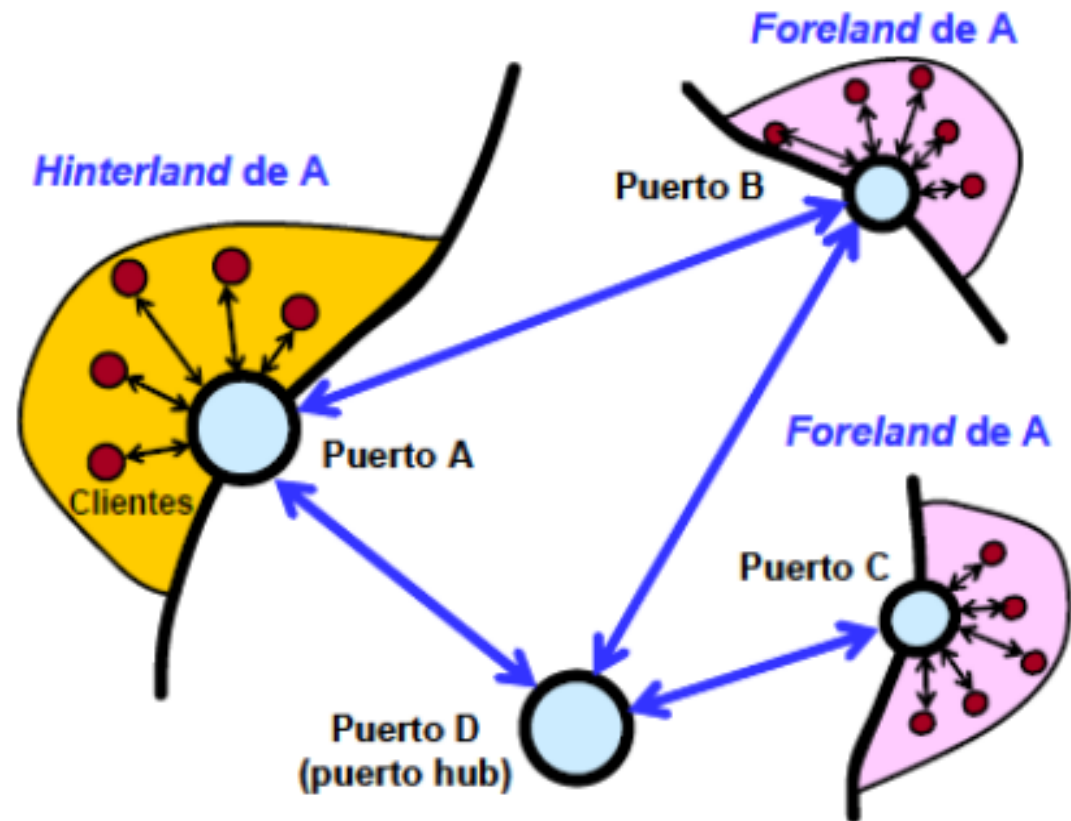 Foreland de A
Hinterland de A
Puerto B
Puerto A
Foreland de A
Clientes
Puerto C
Puerto D
(puerto hub)